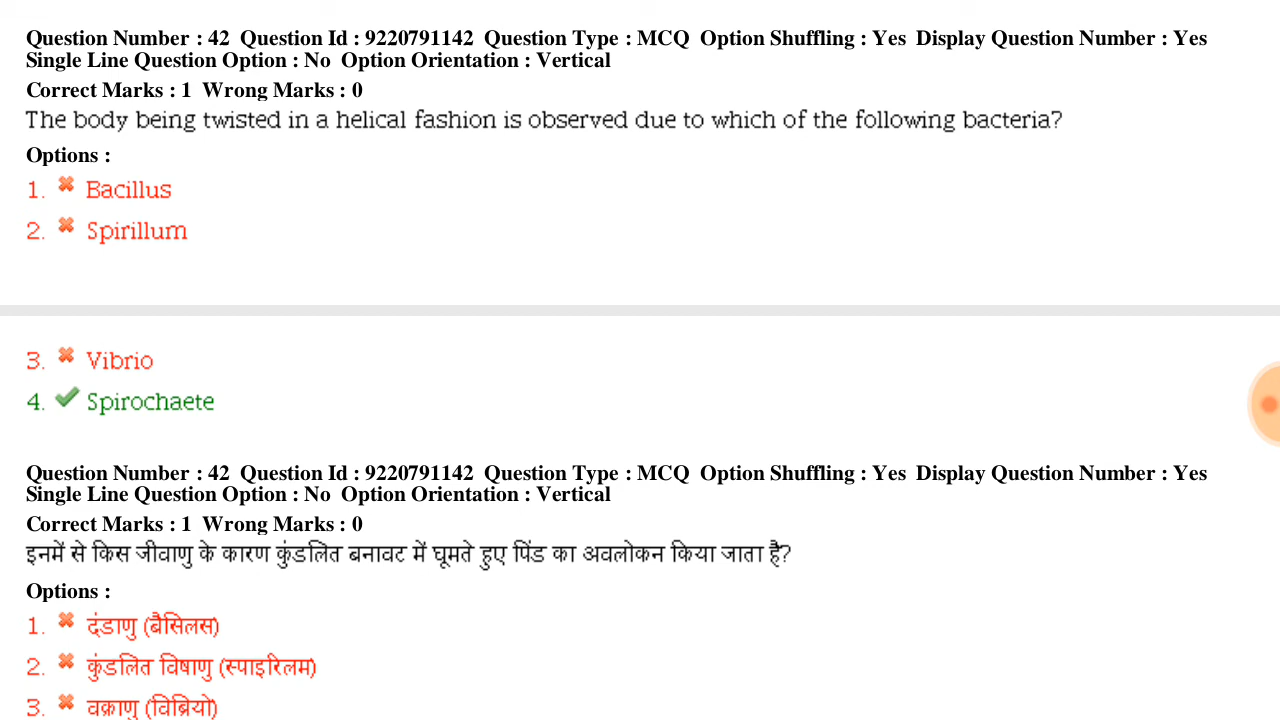 Question Number : 42 Question Id : 9220791142 Question Type : MCQ Option Shuffling : Yes Display Question Number : Yes
Single Line Question Option : No Option Orientation : Vertical
Correct Marks : 1 Wrong Marks : 0
The body being twisted in a helical fashion is observed due to which of the following bacteria?
Options :
1. Bacillus
2. Spirillum
3. Vibrio
4. Spirochaete
Question Number : 42 Question Id : 9220791142 Question Type : MCQ Option Shuffling : Yes Display Question Number : Yes
Single Line Question Option : No Option Orientation : Vertical
Correct Marks : 1 Wrong Marks : 0
इनमें से किस जीवाणु के कारण कुंडलित बनावट में घूमते हुए पिंड का अवलोकन किया जाता है?
Options :
1. दंडाणु (बैसिलस)
2. कुंडलित विषाणु (स्पाइरिलम)
3. वक्राणु (विब्रियो)